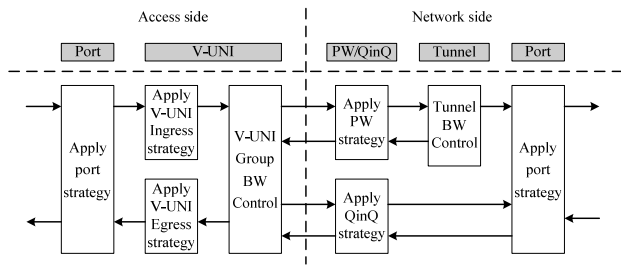 Access side
Network side
Port
V-UNI
PW/QinQ
Tunnel
Port
Apply
port
strategy
Apply
V-UNI
Ingress
strategy
Apply
V-UNI
Egress
strategy
V-UNI
Group
BW
Control
Apply
PW
strategy
Apply
QinQ
strategy
Tunnel
BW
Control
Apply
port
strategy